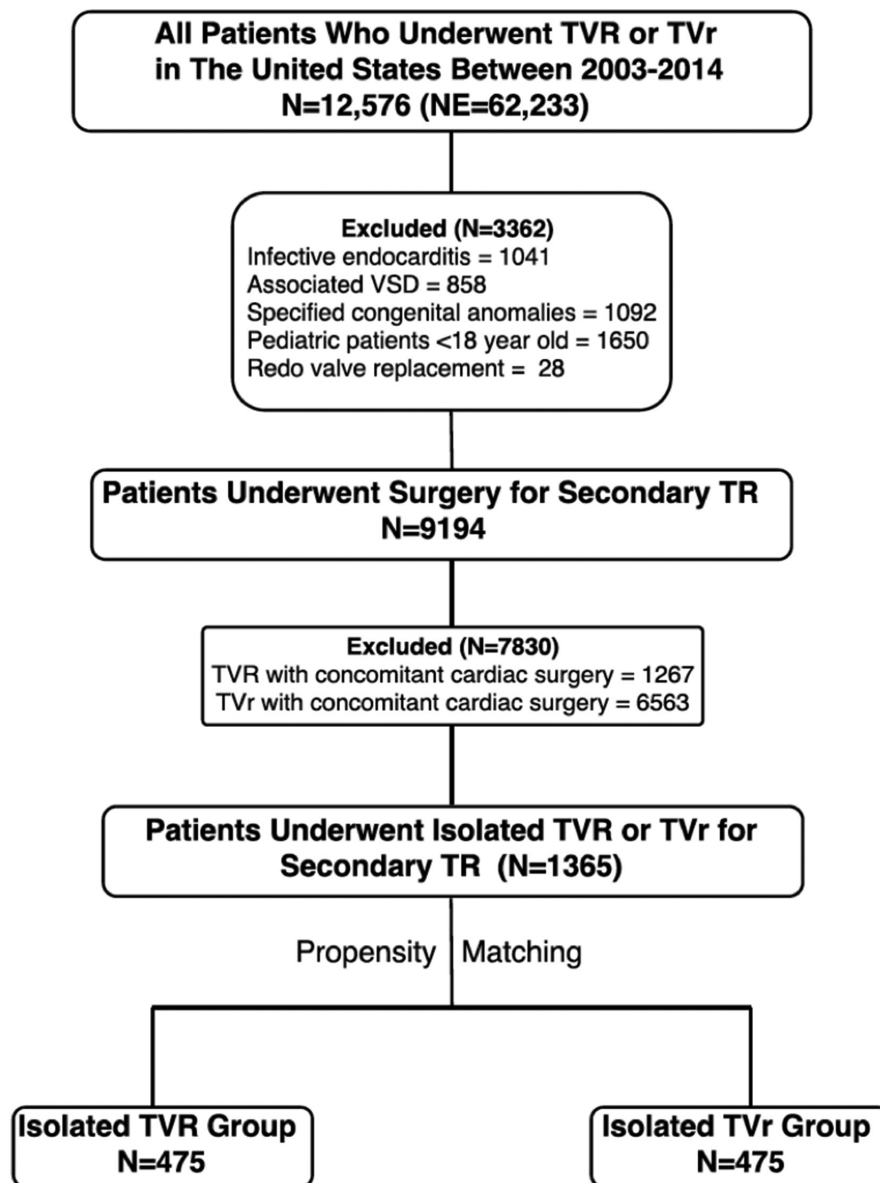 All Patients Who Underwent TVR or TVr
in The United States Between 2003-2014
N=12,576 (NE=62,233)
Excluded (N=3362)
Infective endocarditis = 1041
Associated VSD = 858
Specified congenital anomalies = 1092
Pediatric patients <18 year old = 1650
Redo valve replacement =  28
Patients Underwent Surgery for Secondary TR
N=9194
Excluded (N=7830)
TVR with concomitant cardiac surgery = 1267
TVr with concomitant cardiac surgery = 6563
Patients Underwent Isolated TVR or TVr for
Secondary TR  (N=1365)
Propensity Matching
Isolated TVR Group
N=475
Isolated TVr Group
N=475